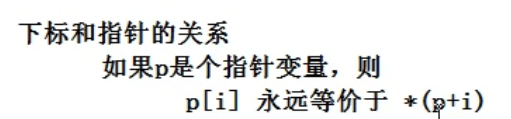 下标和指针的关系
如果p是个指针变量，则
p[i] 永远等价于 *(p+i)